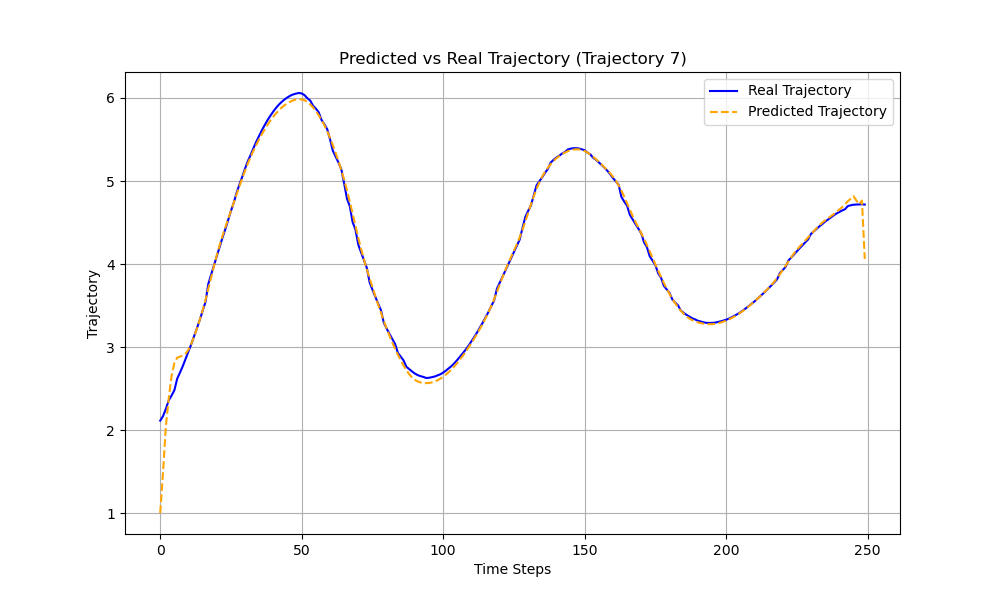 Predicted vs Real Trajectory (Trajectory 7)
Real Trajectory
Predicted Trajectory
6
5
4
3
2
1
Trajectory
0 50 100 150 200 250
Time Steps